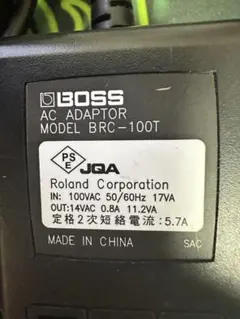 BOSS
AC ADAPTOR
MODEL BRC-100T
PS
E
JQA
Roland Corporation
IN: 100VAC 50/60Hz 17VA
OUT:14VAC 0.8A 11.2VA
定格2次短絡電流:5.7A
MADE IN CHINA
SAC